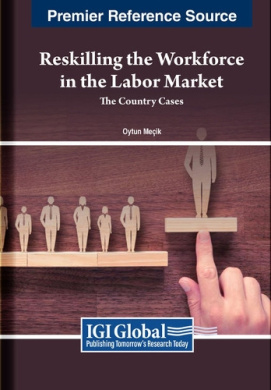 Premier Reference Source
Reskilling the Workforce
in the Labor Market
The Country Cases
Oytun Meçik
IGI Global
Publishing Tomorrow's Research Today